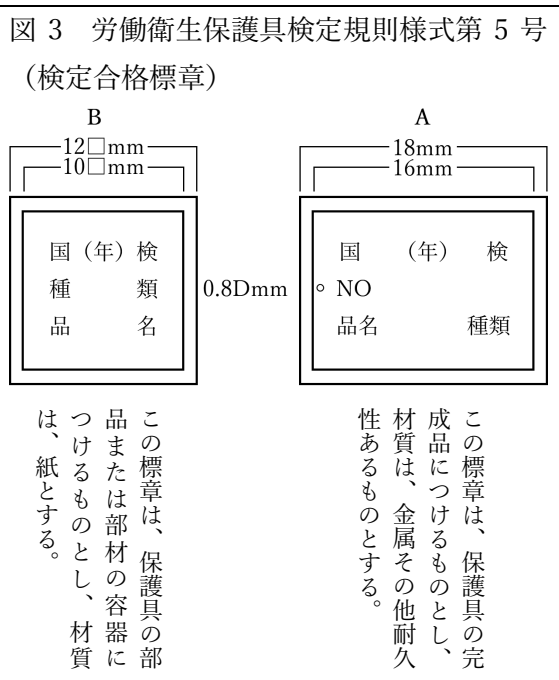 図 3　労働衛生保護具検定規則様式第 5 号
（検定合格標章）
B
12□mm
10□mm
国（年）検
種　類
品　名
0.8Dmm
A
18mm
16mm
国　（年）　検
NO
品名　種類
この標章は、保護具の完
成品につけるものとし、
材質は、金属その他耐久
性あるものとする。
この標章は、保護具の部
品または部材の容器に
つけるものとし、材質
は、紙とする。